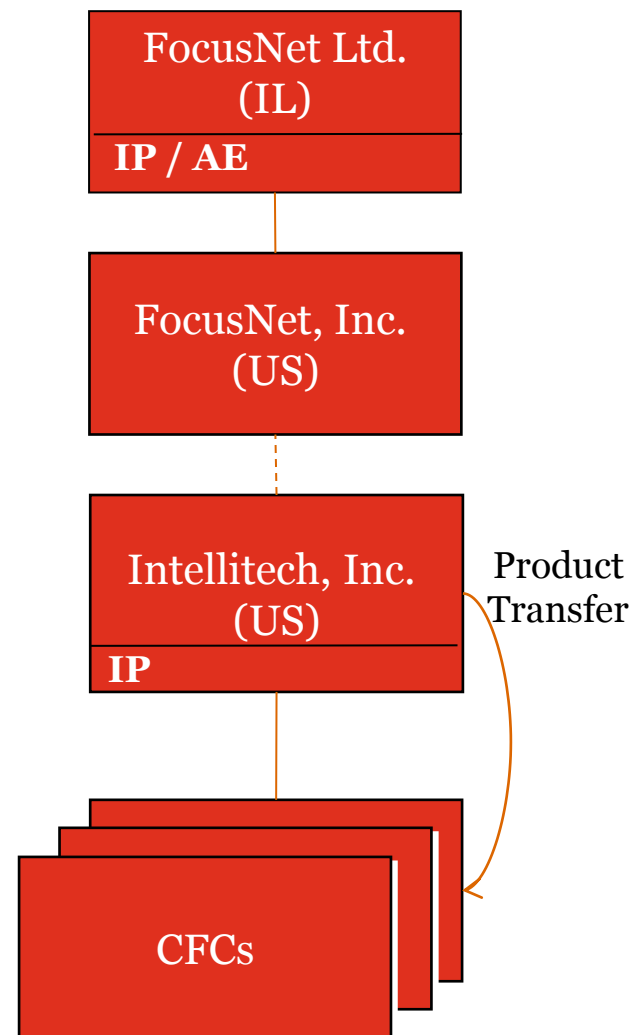 FocusNet Ltd.
(IL)
IP / AE
FocusNet, Inc.
(US)
Intellitech, Inc.
(US)
IP
Product
Transfer
CFCs